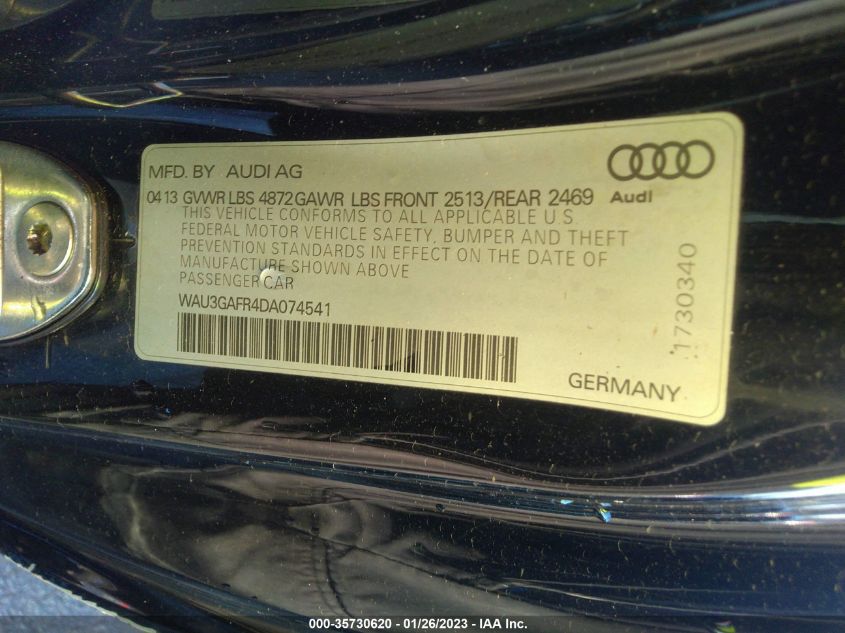 MFD. BY AUDI AG
0413 GVWR LBS 4872 GAWR LBS FRONT 2513/REAR 2469
Audi
THIS VEHICLE CONFORMS TO ALL APPLICABLE U S.
FEDERAL MOTOR VEHICLE SAFETY, BUMPER AND THEFT
PREVENTION STANDARDS IN EFFECT ON THE DATE OF
MANUFACTURE SHOWN ABOVE
PASSENGER CAR
WAU3GAFR4DA074541
GERMANY
1730340
000-35730620 - 01/26/2023 - IAA Inc.